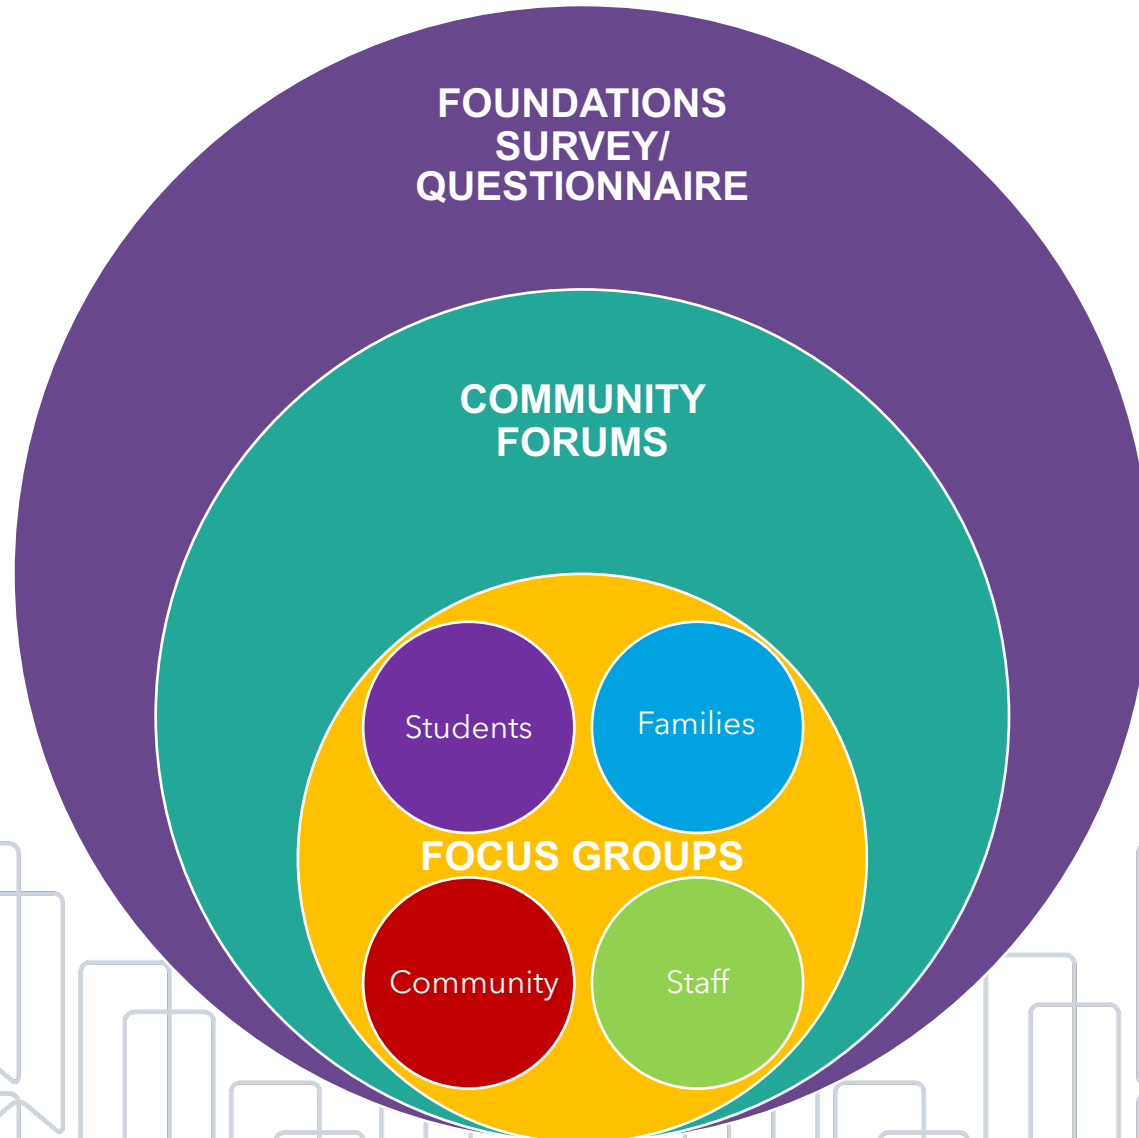 FOUNDATIONS
SURVEY/
QUESTIONNAIRE
COMMUNITY
FORUMS
Students
Families
FOCUS GROUPS
Community
Staff